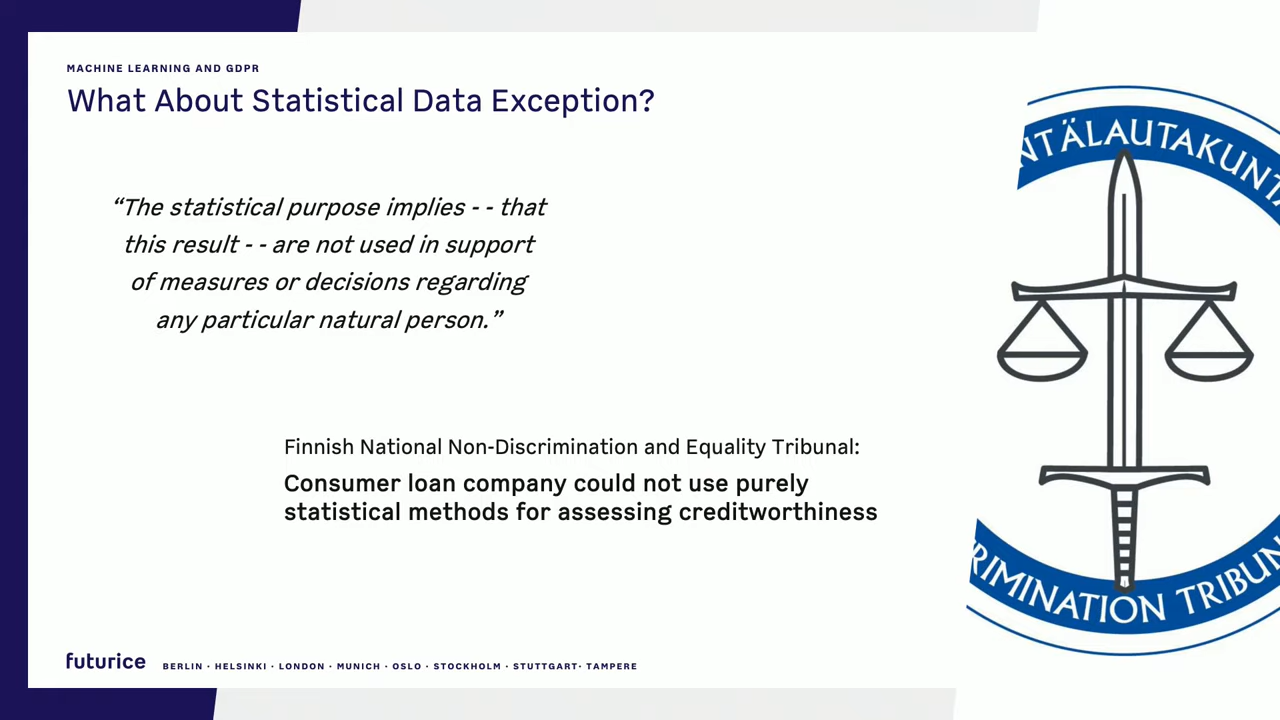 MACHINE LEARNING AND GDPR
What About Statistical Data Exception?
“The statistical purpose implies - - that
this result - - are not used in support
of measures or decisions regarding
any particular natural person.”
Finnish National Non-Discrimination and Equality Tribunal:
Consumer loan company could not use purely
statistical methods for assessing creditworthiness
NTÄLAUTAKUNTA
RIMINATION TRIBUN
futurice
BERLIN · HELSINKI · LONDON · MUNICH · OSLO · STOCKHOLM · STUTTGART· TAMPERE